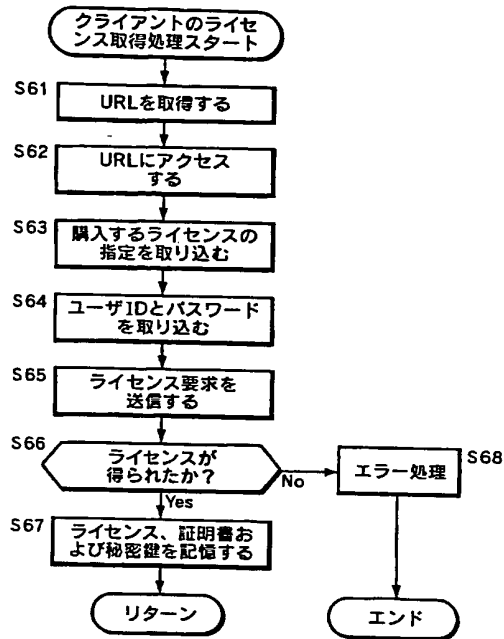 クライアントのライセ
ンス取得処理スタート
S61
URLを取得する
S62
URLにアクセス
する
S63
購入するライセンスの
指定を取り込む
S64
ユーザIDとパスワード
を取り込む
S65
ライセンス要求を
送信する
S66
ライセンスが
得られたか？
No
S68
エラー処理
Yes
S67
ライセンス、証明書お
よび秘密鍵を記憶する
リターン
エンド